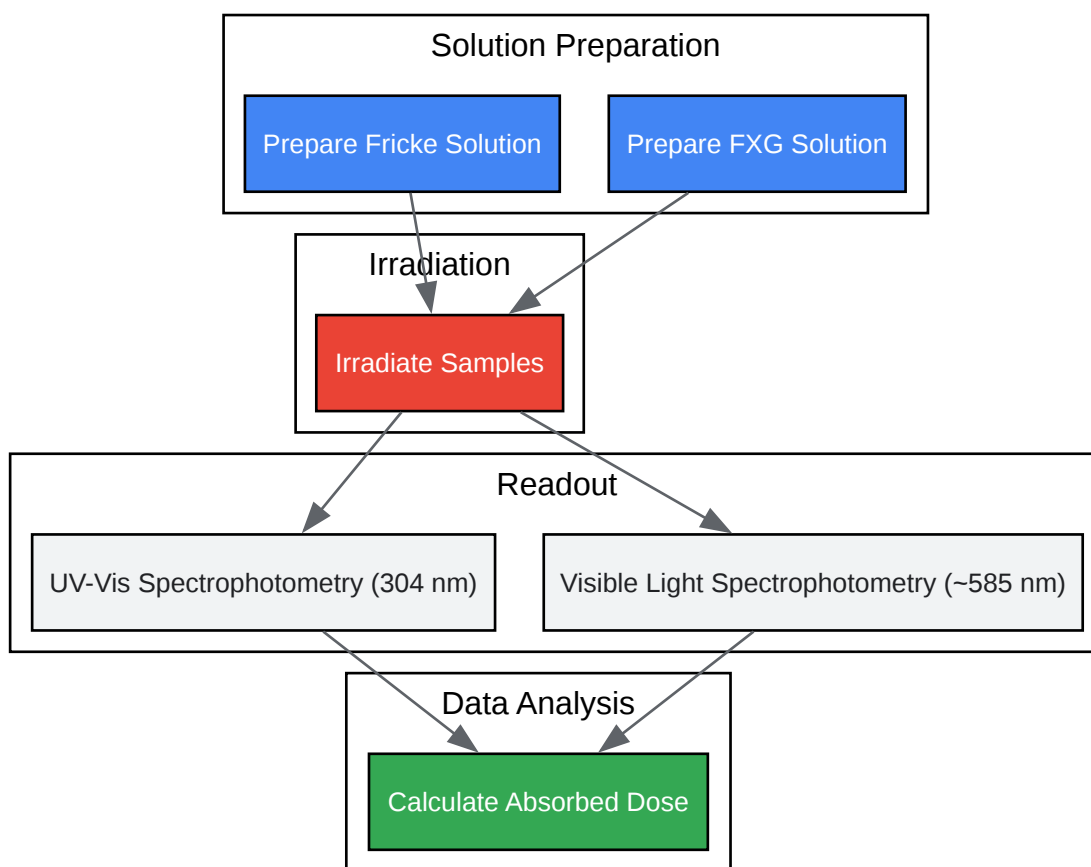 Solution Preparation
Prepare Fricke Solution
Prepare FXG Solution
Irradiation
Irradiate Samples
Readout
UV-Vis Spectrophotometry (304 nm)
Visible Light Spectrophotometry (~585 nm)
Data Analysis
Calculate Absorbed Dose